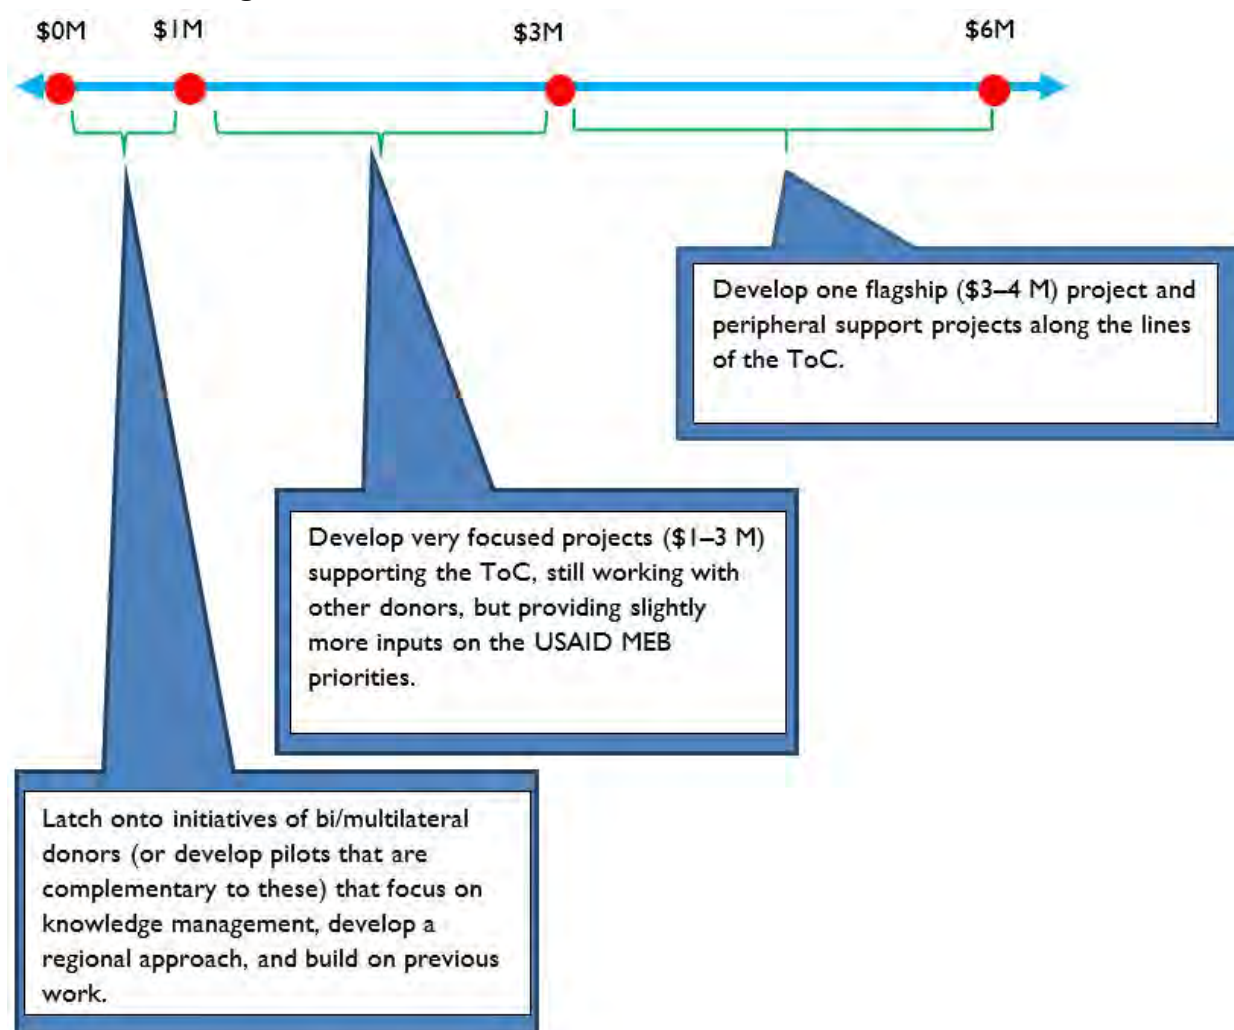 $0M $1M $3M $6M
Develop one flagship ($3–4 M) project and
peripheral support projects along the lines
of the ToC.
Develop very focused projects ($1–3 M)
supporting the ToC, still working with
other donors, but providing slightly
more inputs on the USAID MEB
priorities.
Latch onto initiatives of bi/multilateral
donors (or develop pilots that are
complementary to these) that focus on
knowledge management, develop a
regional approach, and build on previous
work.